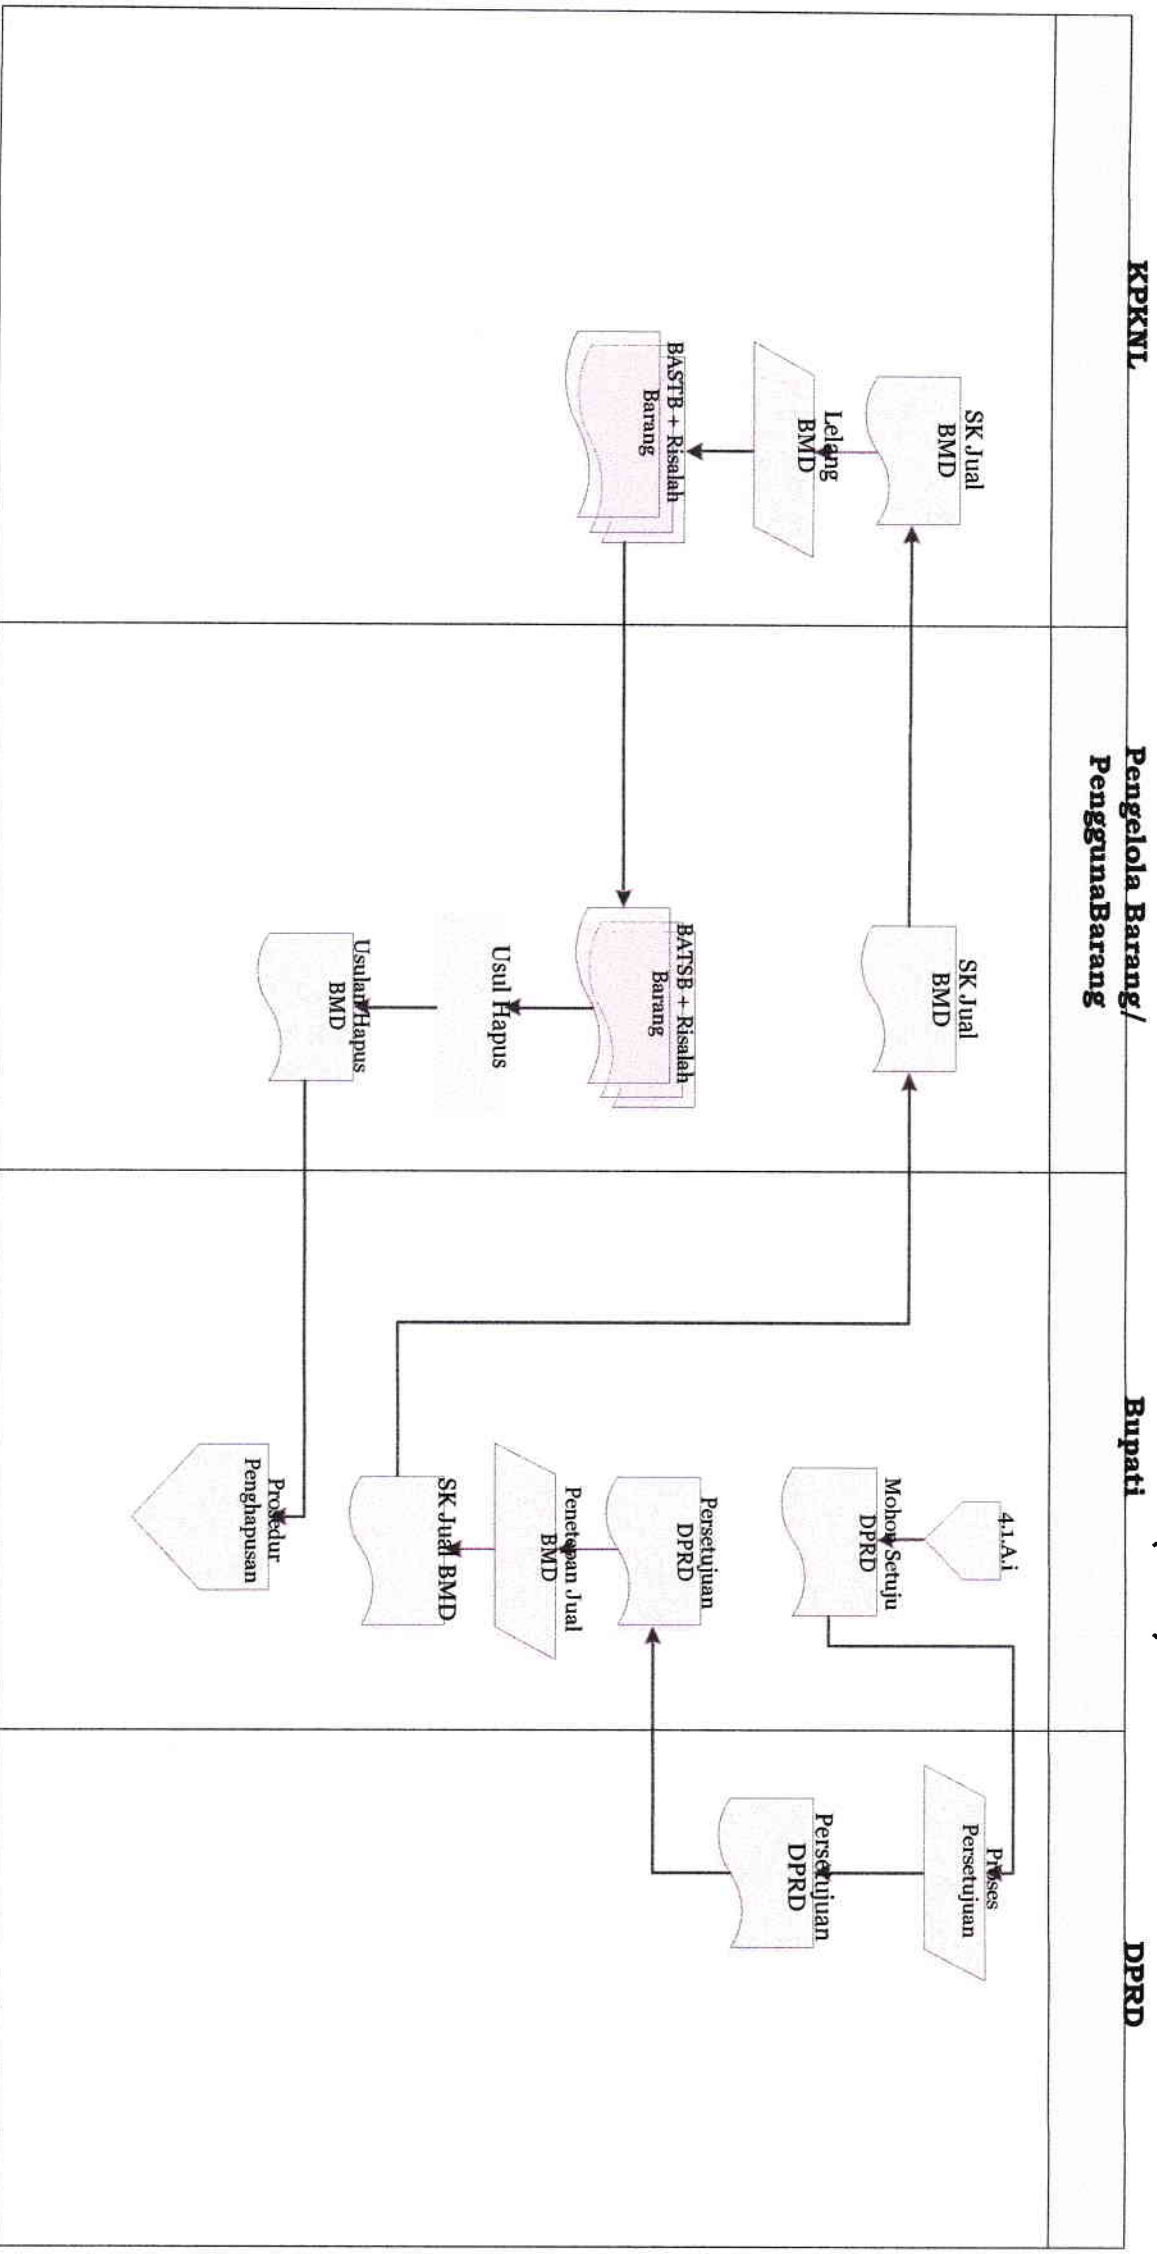 KPKNL
Pengelola Barang/
PenggunaBarang
Bupati
DPRD
SK Jual
BMD
Lelang
BMD
BASTB + Risalah
Barang
SK Jual
BMD
BATSB + Risalah
Barang
Usul Hapus
Usulan Hapus
BMD
4.1.A.i
Mohon Setuju
DPRD
Persetujuan
DPRD
Penetapan Jual
BMD
SK Jual BMD
Prosedur
Penghapusan
Proses
Persetujuan
Persetujuan
DPRD